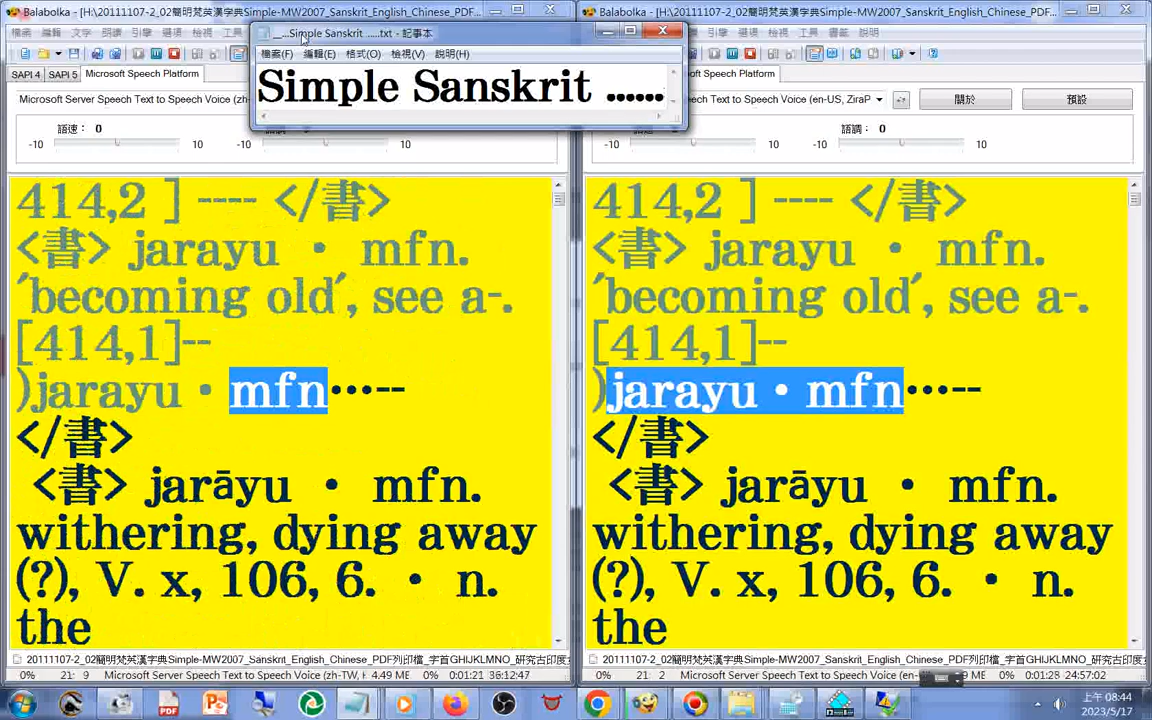 Balabolka - [H:\20111107-2_02簡明梵英漢字典Simple-MW2007_Sanskrit_English_Chinese_PDF...
Balabolka - [H:\20111107-2_02簡明梵英漢字典Simple-MW2007_Sanskrit_English_Chinese_PDF...
__...Simple Sanskrit ......txt - 記事本
檔案(F) 編輯(E) 格式(O) 檢視(V) 說明(H)
Simple Sanskrit ......
SAPI 4 SAPI 5 Microsoft Speech Platform
Microsoft Server Speech Text to Speech Voice (zh-
ech Text to Speech Voice (en-US, ZiraP
關於 預設
語速： 0
-10 10 -10 10
語調： 0
-10 10 -10 10
414,2 ] ---- </書>
<書> jarayu • mfn.
'becoming old', see a-.
[414,1]--
)jarayu • mfn•••--
</書>
<書> jarāyu • mfn.
withering, dying away
(?), V. x, 106, 6. • n.
the
414,2 ] ---- </書>
<書> jarayu • mfn.
'becoming old', see a-.
[414,1]--
)jarayu • mfn•••--
</書>
<書> jarāyu • mfn.
withering, dying away
(?), V. x, 106, 6. • n.
the
20111107-2_02簡明梵英漢字典Simple-MW2007_Sanskrit_English_Chinese_PDF列印檔_字首GHIJKLMNO_研究古印度
20111107-2_02簡明梵英漢字典Simple-MW2007_Sanskrit_English_Chinese_PDF列印檔_字首GHIJKLMNO_研究古印度
0% 21: 9 Microsoft Server Speech Text to Speech Voice (zh-TW, 4.49 ME 0% 0:01:21 36:12:47
0% 21: 2 Microsoft Server Speech Text to Speech Voice ME 0% 0:01:28 24:57:02
上午 08:44
2023/5/17